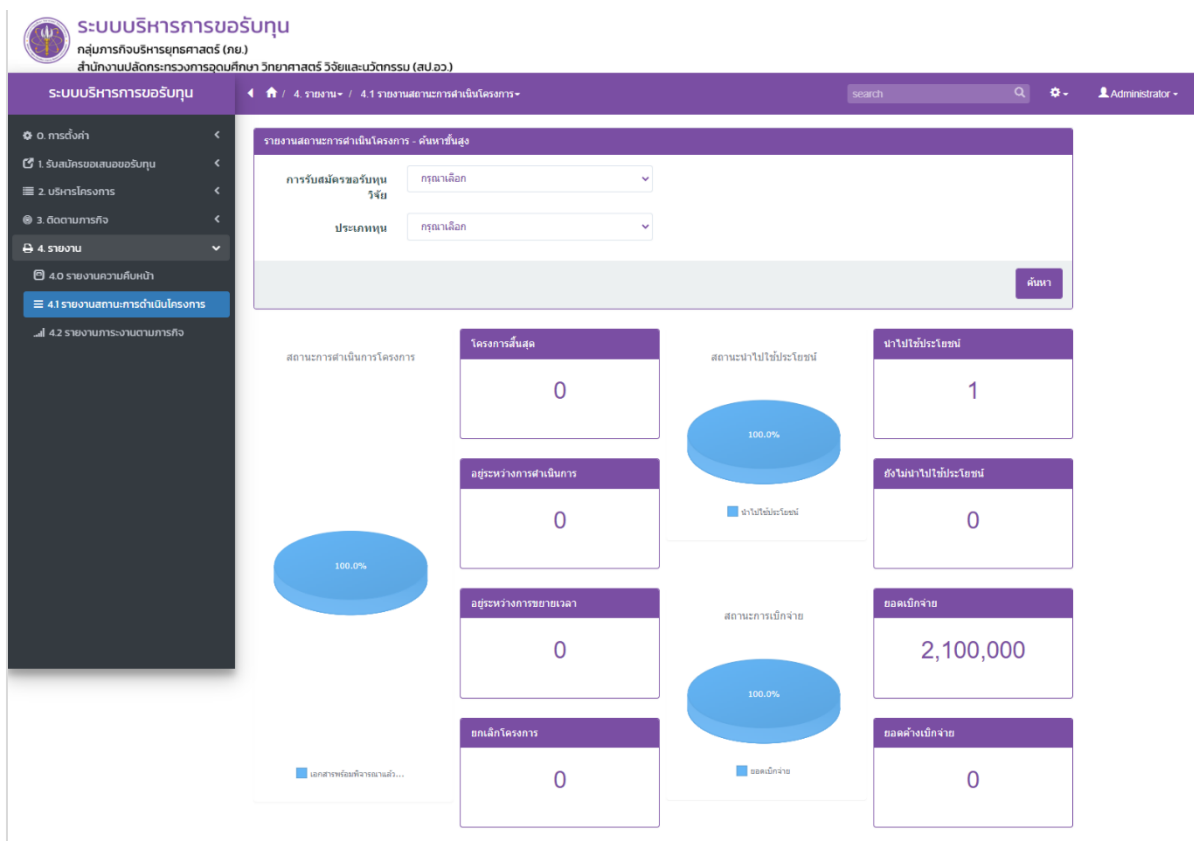 ระบบบริหารการขอรับทุน
กลุ่มภารกิจบริหารยุทธศาสตร์ (ภย.)
สำนักงานปลัดกระทรวงการอุดมศึกษา วิทยาศาสตร์ วิจัยและนวัตกรรม (สป.อว.)
ระบบบริหารการขอรับทุน
/ 4. รายงาน / 4.1 รายงานสถานะการดำเนินโครงการ
search
Administrator
0. การตั้งค่า
1. รับสมัครขอเสนอขอรับทุน
2. บริหารโครงการ
3. ติดตามภารกิจ
4. รายงาน
4.0 รายงานความคืบหน้า
4.1 รายงานสถานะการดำเนินโครงการ
4.2 รายงานภาระงานตามภารกิจ
รายงานสถานะการดำเนินโครงการ - ค้นหาขั้นสูง
การรับสมัครขอรับทุน
วิจัย
กรุณาเลือก
ประเภททุน
กรุณาเลือก
ค้นหา
สถานะการดำเนินการโครงการ
100.0%
เอกสารพร้อมพิจารณาแล้ว...
โครงการสิ้นสุด
0
อยู่ระหว่างการดำเนินการ
0
อยู่ระหว่างการขยายเวลา
0
ยกเลิกโครงการ
0
สถานะนำไปใช้ประโยชน์
100.0%
นำไปใช้ประโยชน์
นำไปใช้ประโยชน์
1
ยังไม่นำไปใช้ประโยชน์
0
สถานะการเบิกจ่าย
100.0%
ยอดเบิกจ่าย
ยอดเบิกจ่าย
2,100,000
ยอดค้างเบิกจ่าย
0